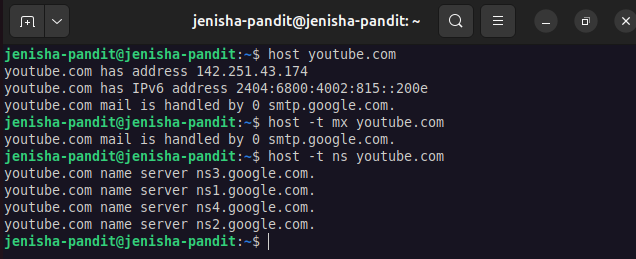 jenisha-pandit@jenisha-pandit: ~
jenisha-pandit@jenisha-pandit:~$ host youtube.com
youtube.com has address 142.251.43.174
youtube.com has IPv6 address 2404:6800:4002:815::200e
youtube.com mail is handled by 0 smtp.google.com.
jenisha-pandit@jenisha-pandit:~$ host -t mx youtube.com
youtube.com mail is handled by 0 smtp.google.com.
jenisha-pandit@jenisha-pandit:~$ host -t ns youtube.com
youtube.com name server ns3.google.com.
youtube.com name server ns1.google.com.
youtube.com name server ns4.google.com.
youtube.com name server ns2.google.com.
jenisha-pandit@jenisha-pandit:~$